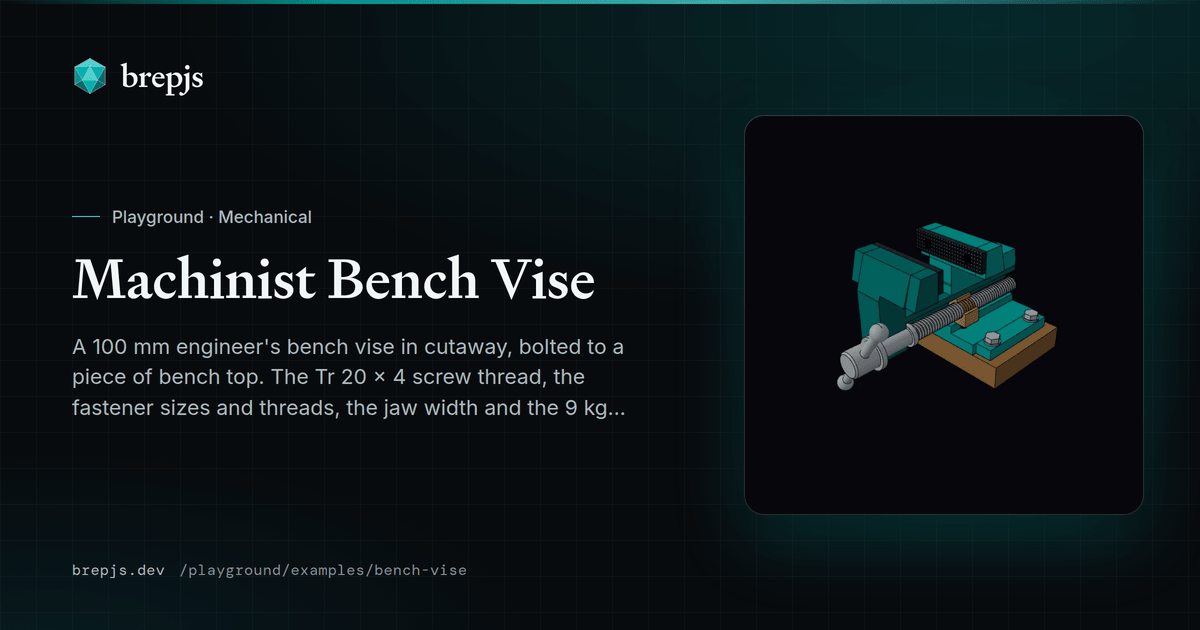 brepjs
Playground · Mechanical
Machinist Bench Vise
A 100 mm engineer's bench vise in cutaway, bolted to a
piece of bench top. The Tr 20 × 4 screw thread, the
fastener sizes and threads, the jaw width and the 9 kg...
brepjs.dev /playground/examples/bench-vise